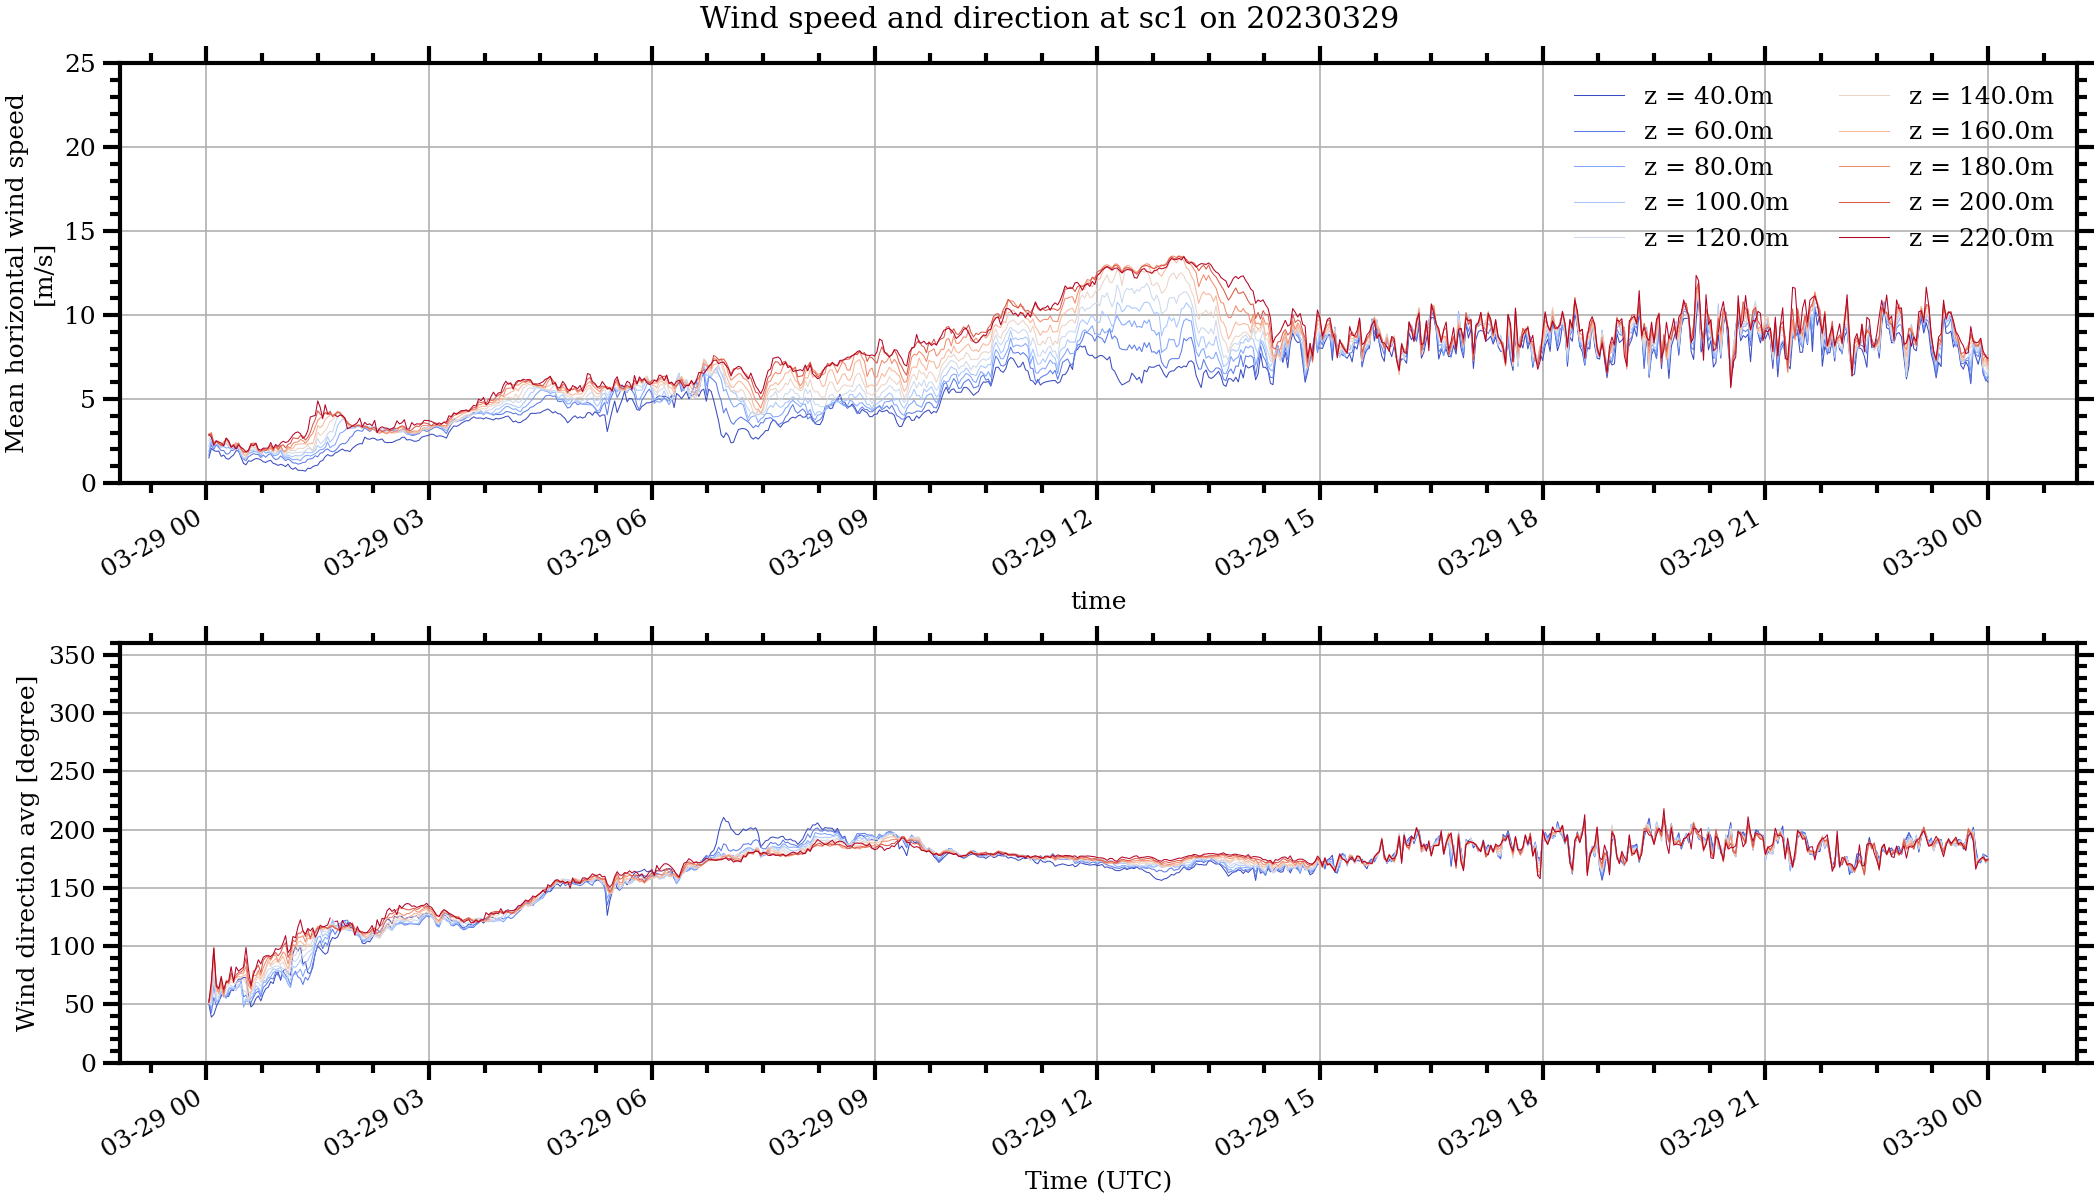 Wind speed and direction at sc1 on 20230329
Mean horizontal wind speed
[m/s]
25
20
15
10
5
0
z = 40.0m
z = 60.0m
z = 80.0m
z = 100.0m
z = 120.0m
z = 140.0m
z = 160.0m
z = 180.0m
z = 200.0m
z = 220.0m
03-29 00
03-29 03
03-29 06
03-29 09
03-29 12
03-29 15
03-29 18
03-29 21
03-30 00
time
Wind direction avg [degree]
350
300
250
200
150
100
50
0
03-29 00
03-29 03
03-29 06
03-29 09
03-29 12
03-29 15
03-29 18
03-29 21
03-30 00
Time (UTC)